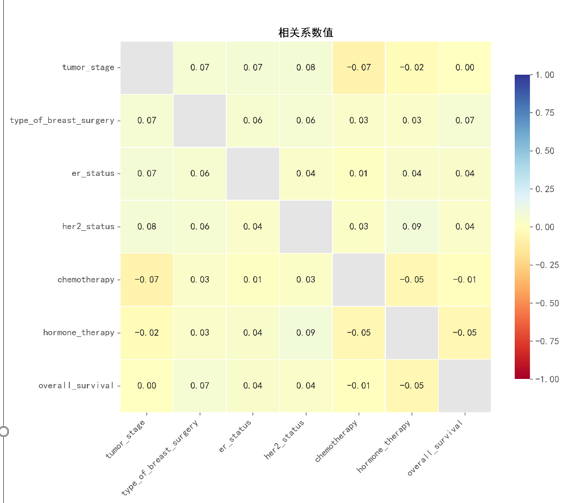 相关系数值
tumor_stage 0.07 0.07 0.08 -0.07 -0.02 0.00
type_of_breast_surgery 0.07 0.06 0.06 0.03 0.03 0.07
er_status 0.07 0.06 0.04 0.01 0.04 0.04
her2_status 0.08 0.06 0.04 0.03 0.09 0.04
chemotherapy -0.07 0.03 0.01 0.03 -0.05 -0.01
hormone_therapy -0.02 0.03 0.04 0.09 -0.05 -0.05
overall_survival 0.00 0.07 0.04 0.04 -0.01 -0.05
tumor_stage
type_of_breast_surgery
er_status
her2_status
chemotherapy
hormone_therapy
overall_survival
1.00
0.75
0.50
0.25
0.00
-0.25
-0.50
-0.75
-1.00